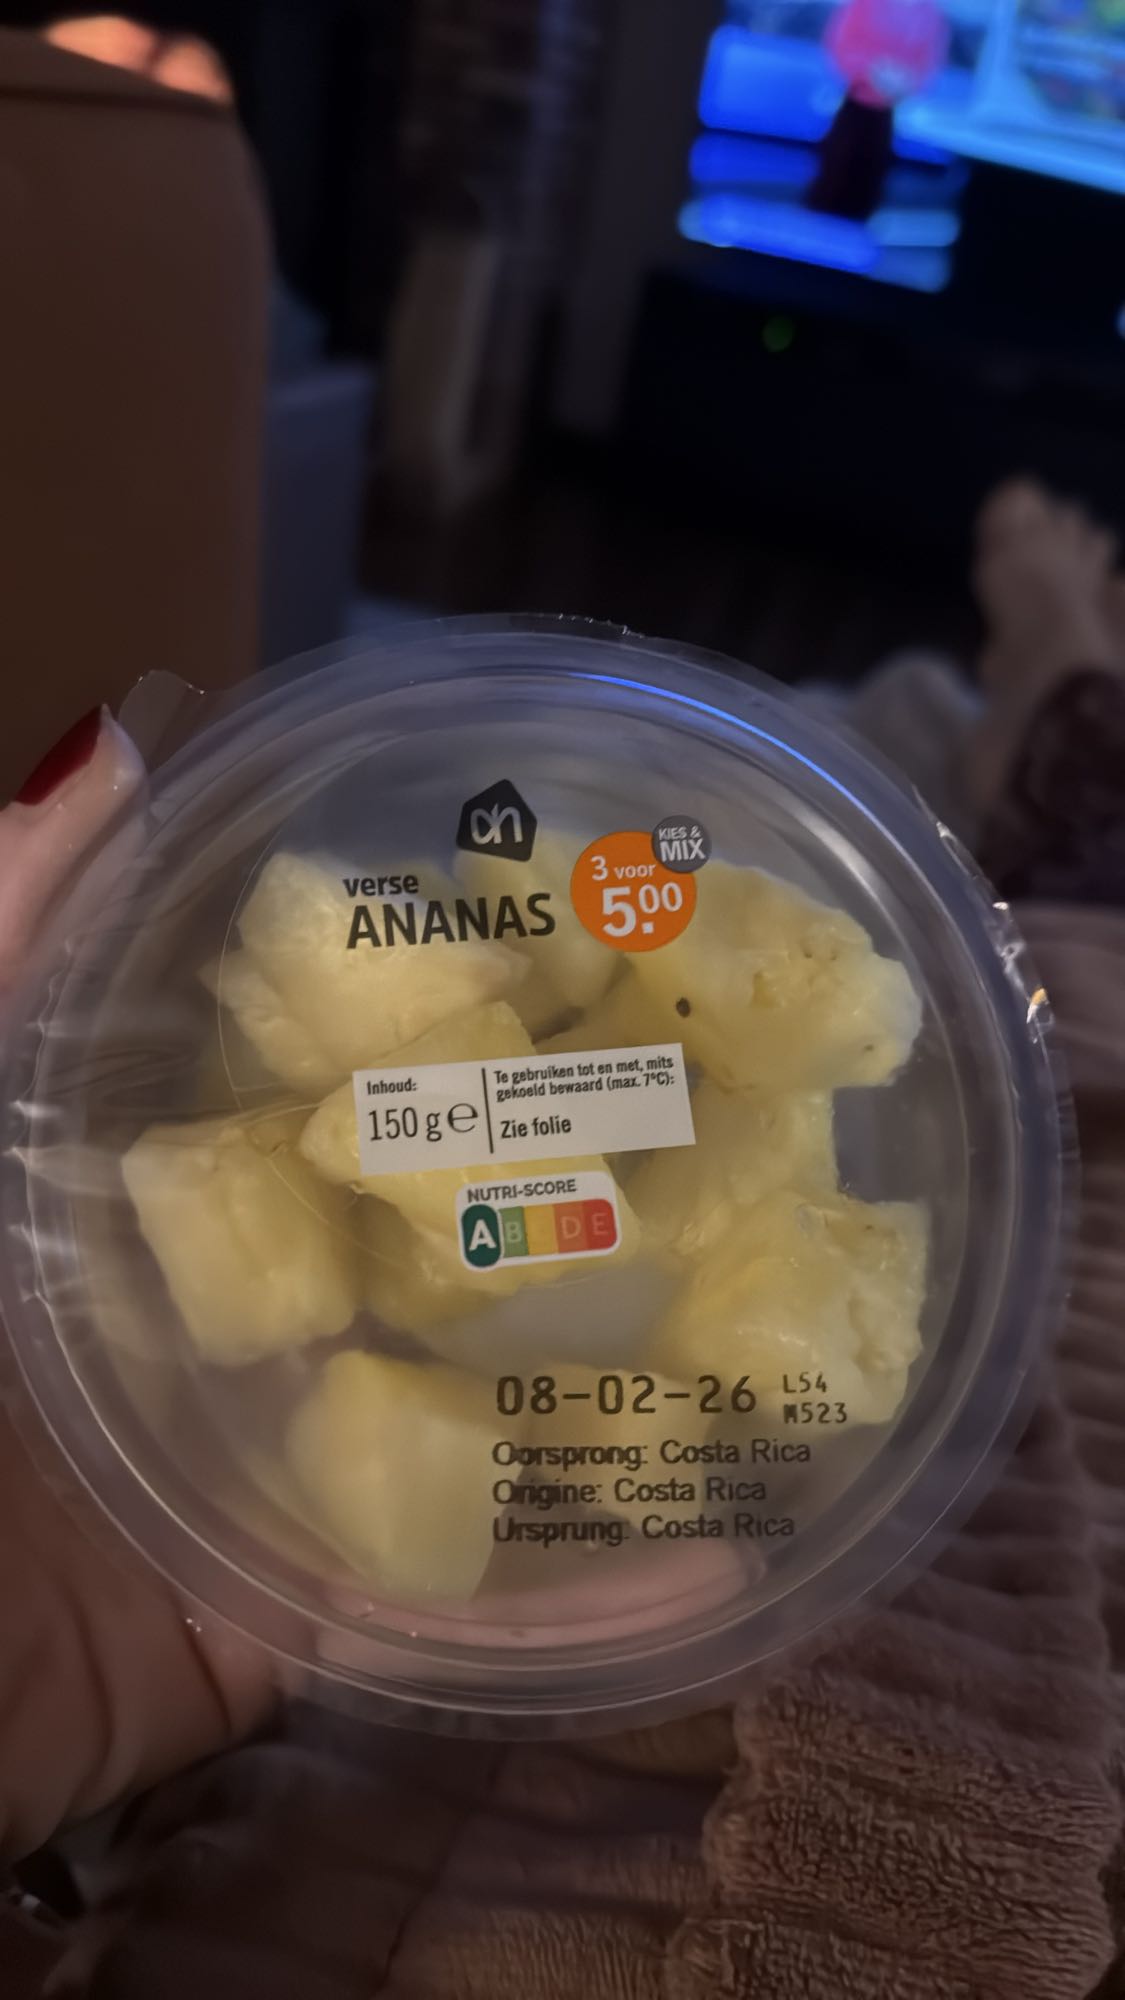 ah
KIES &
MIX
3 voor
5.00
verse
ANANAS
Inhoud:
150 g e
Te gebruiken tot en met, mits
gekoeld bewaard (max. 7°C):
Zie folie
NUTRI-SCORE
A B D E
08-02-26 L54
M523
Oorsprong: Costa Rica
Origine: Costa Rica
Ursprung: Costa Rica